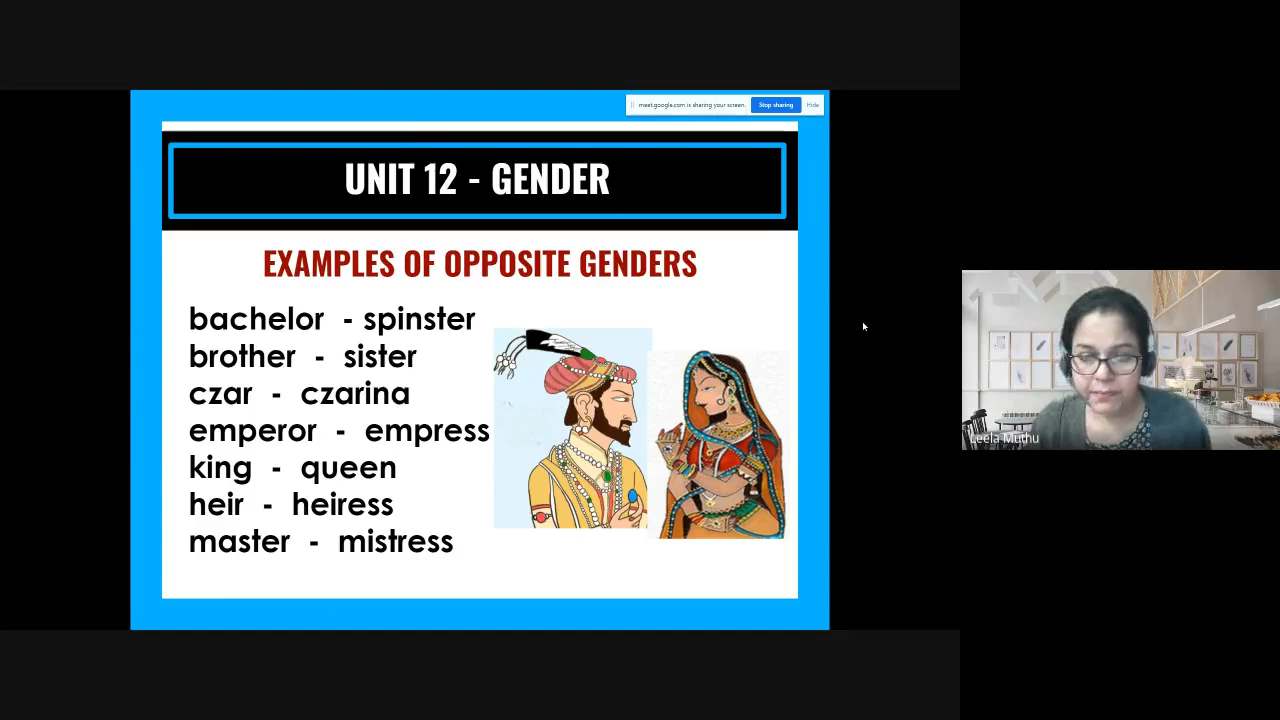 meet.google.com is sharing your screen.
Stop sharing
Hide
UNIT 12 - GENDER
EXAMPLES OF OPPOSITE GENDERS
bachelor - spinster
brother - sister
czar - czarina
emperor - empress
king - queen
heir - heiress
master - mistress
Leela Muthu